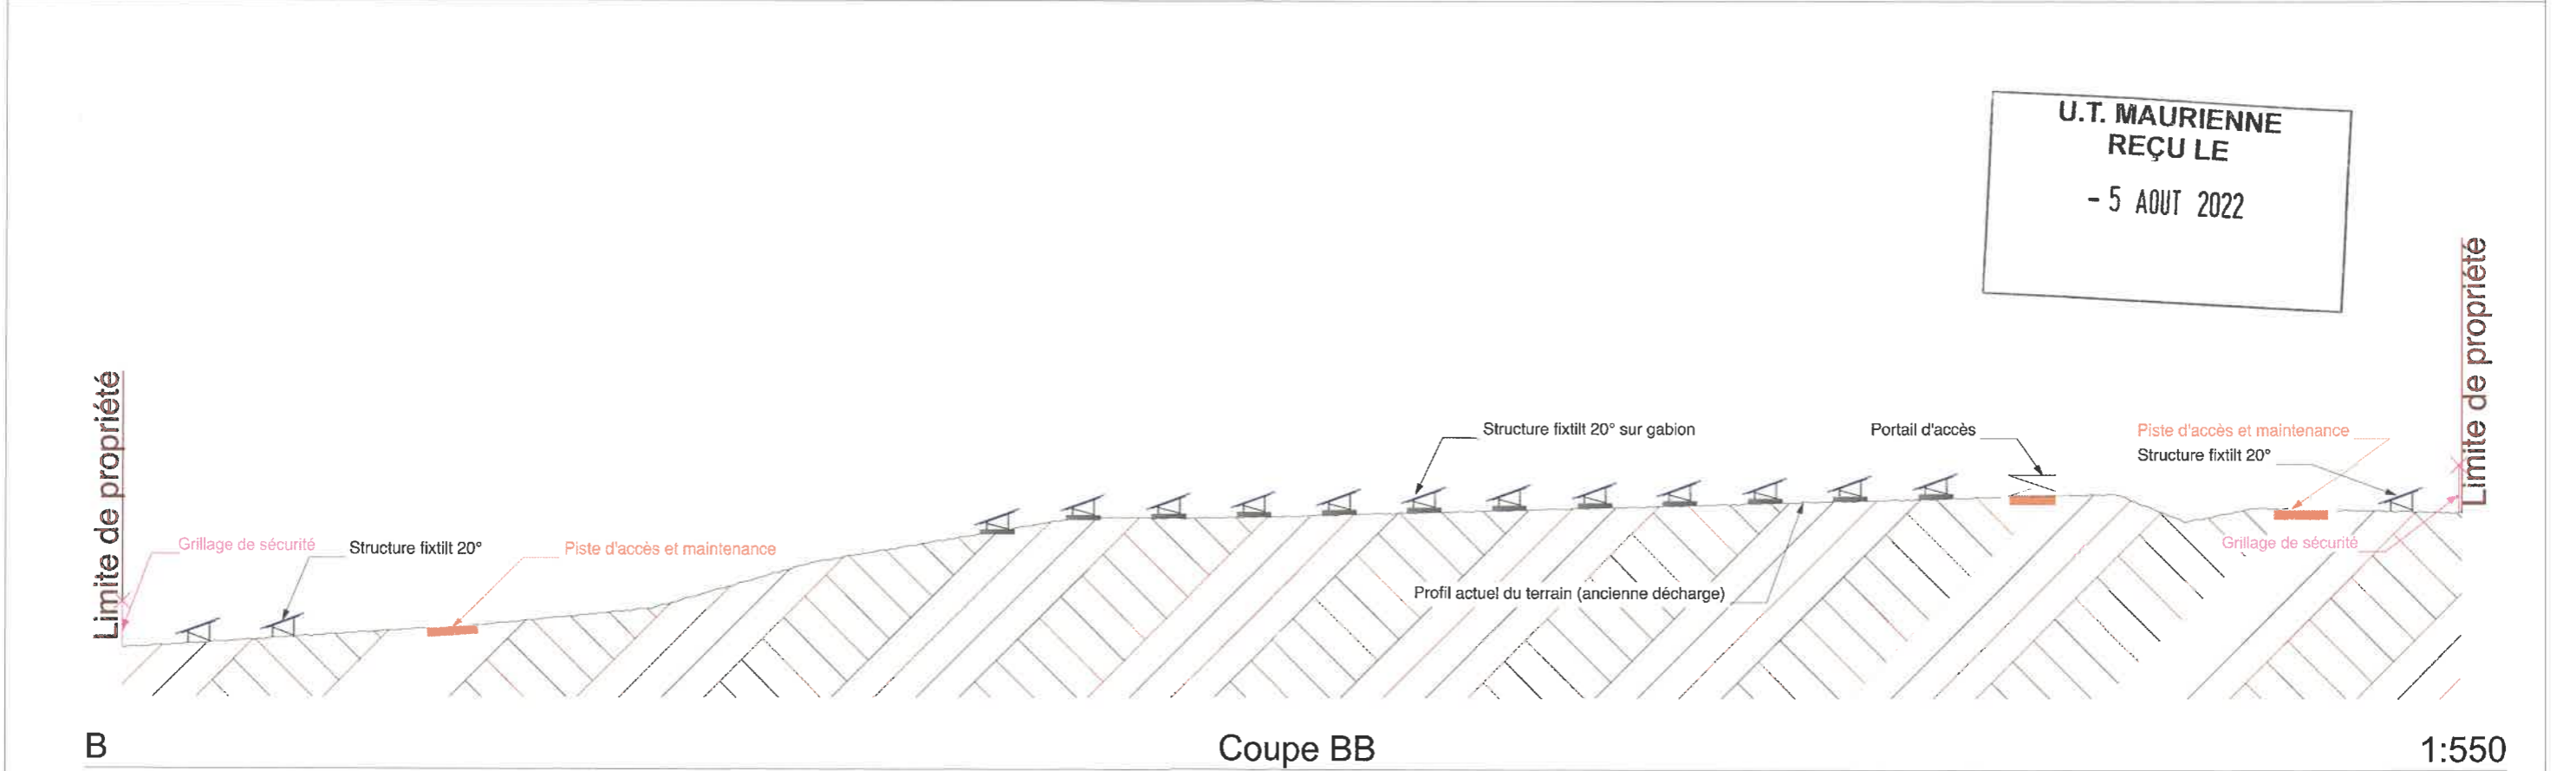 U.T. MAURIENNE
REÇU LE
- 5 AOUT 2022
Limite de propriété
Limite de propriété
Structure fixtilt 20° sur gabion
Portail d'accès
Piste d'accès et maintenance
Structure fixtilt 20°
Grillage de sécurité
Structure fixtilt 20°
Piste d'accès et maintenance
Grillage de sécurité
Profil actuel du terrain (ancienne décharge)
B
Coupe BB
1:550